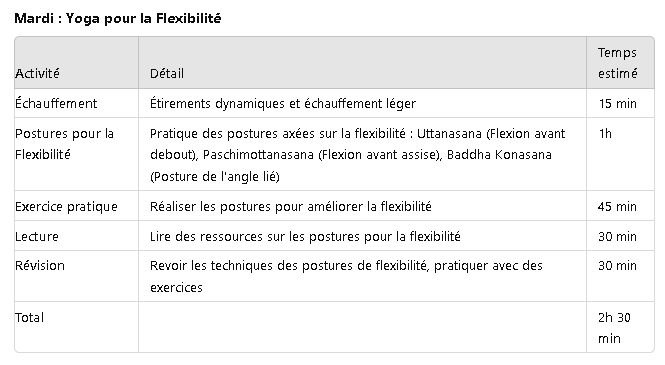 Mardi : Yoga pour la Flexibilité
Activité Détail Temps estimé
Échauffement Étirements dynamiques et échauffement léger 15 min
Postures pour la Flexibilité Pratique des postures axées sur la flexibilité : Uttanasana (Flexion avant debout), Paschimottanasana (Flexion avant assise), Baddha Konasana (Posture de l'angle lié) 1h
Exercice pratique Réaliser les postures pour améliorer la flexibilité 45 min
Lecture Lire des ressources sur les postures pour la flexibilité 30 min
Révision Revoir les techniques des postures de flexibilité, pratiquer avec des exercices 30 min
Total 2h 30 min